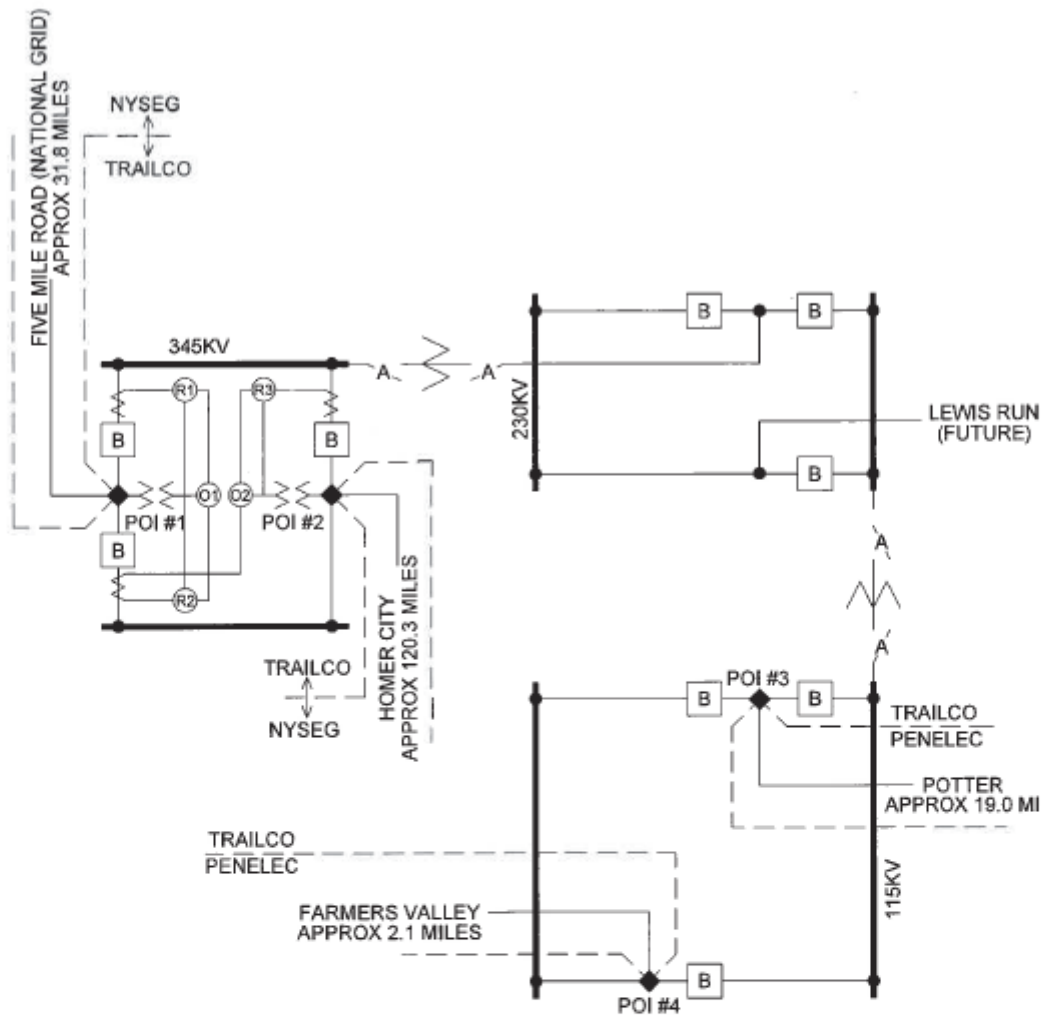 FIVE MILE ROAD (NATIONAL GRID)
APPROX 31.8 MILES
NYSEG
TRAILCO
345KV
R1
R3
B
B
O1
O2
POI #1
POI #2
B
R2
TRAILCO
NYSEG
HOMER CITY
APPROX 120.3 MILES
A
A
230KV
B
B
LEWIS RUN
(FUTURE)
B
A
A
POI #3
B
B
TRAILCO
PENELEC
POTTER
APPROX 19.0 MI
115KV
TRAILCO
PENELEC
FARMERS VALLEY
APPROX 2.1 MILES
B
POI #4